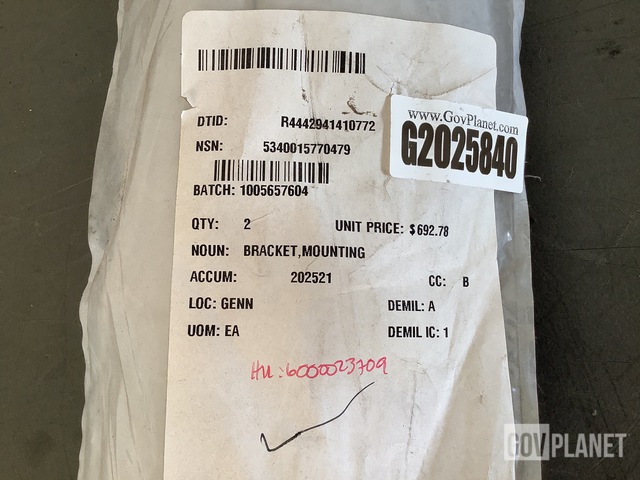 DTID: R4442941410772
www.GovPlanet.com
G2025840
NSN: 5340015770479
BATCH: 1005657604
QTY: 2 UNIT PRICE: $692.78
NOUN: BRACKET,MOUNTING
ACCUM: 202521 CC: B
LOC: GENN DEMIL: A
UOM: EA DEMIL IC: 1
HU: 6000023709
GOVPLANET